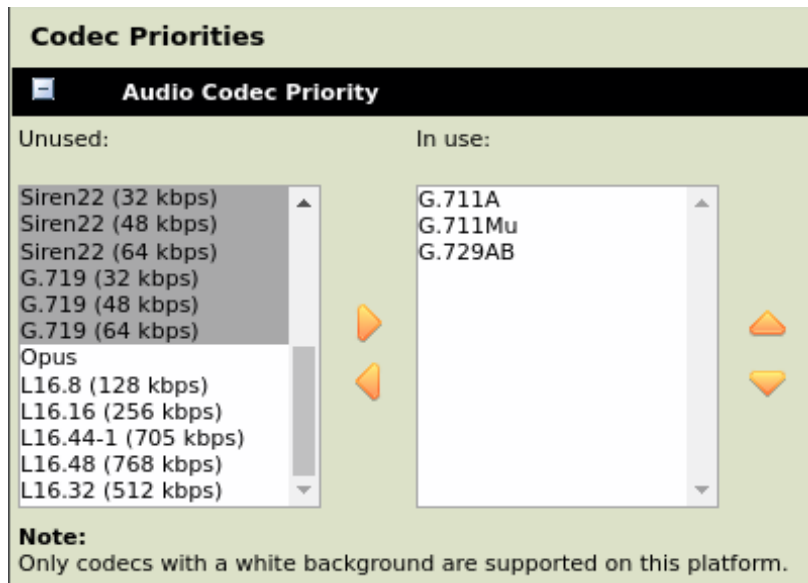 Codec Priorities
Audio Codec Priority
Unused:
In use:
Siren22 (32 kbps)
Siren22 (48 kbps)
Siren22 (64 kbps)
G.719 (32 kbps)
G.719 (48 kbps)
G.719 (64 kbps)
Opus
L16.8 (128 kbps)
L16.16 (256 kbps)
L16.44-1 (705 kbps)
L16.48 (768 kbps)
L16.32 (512 kbps)
G.711A
G.711Mu
G.729AB
Note:
Only codecs with a white background are supported on this platform.